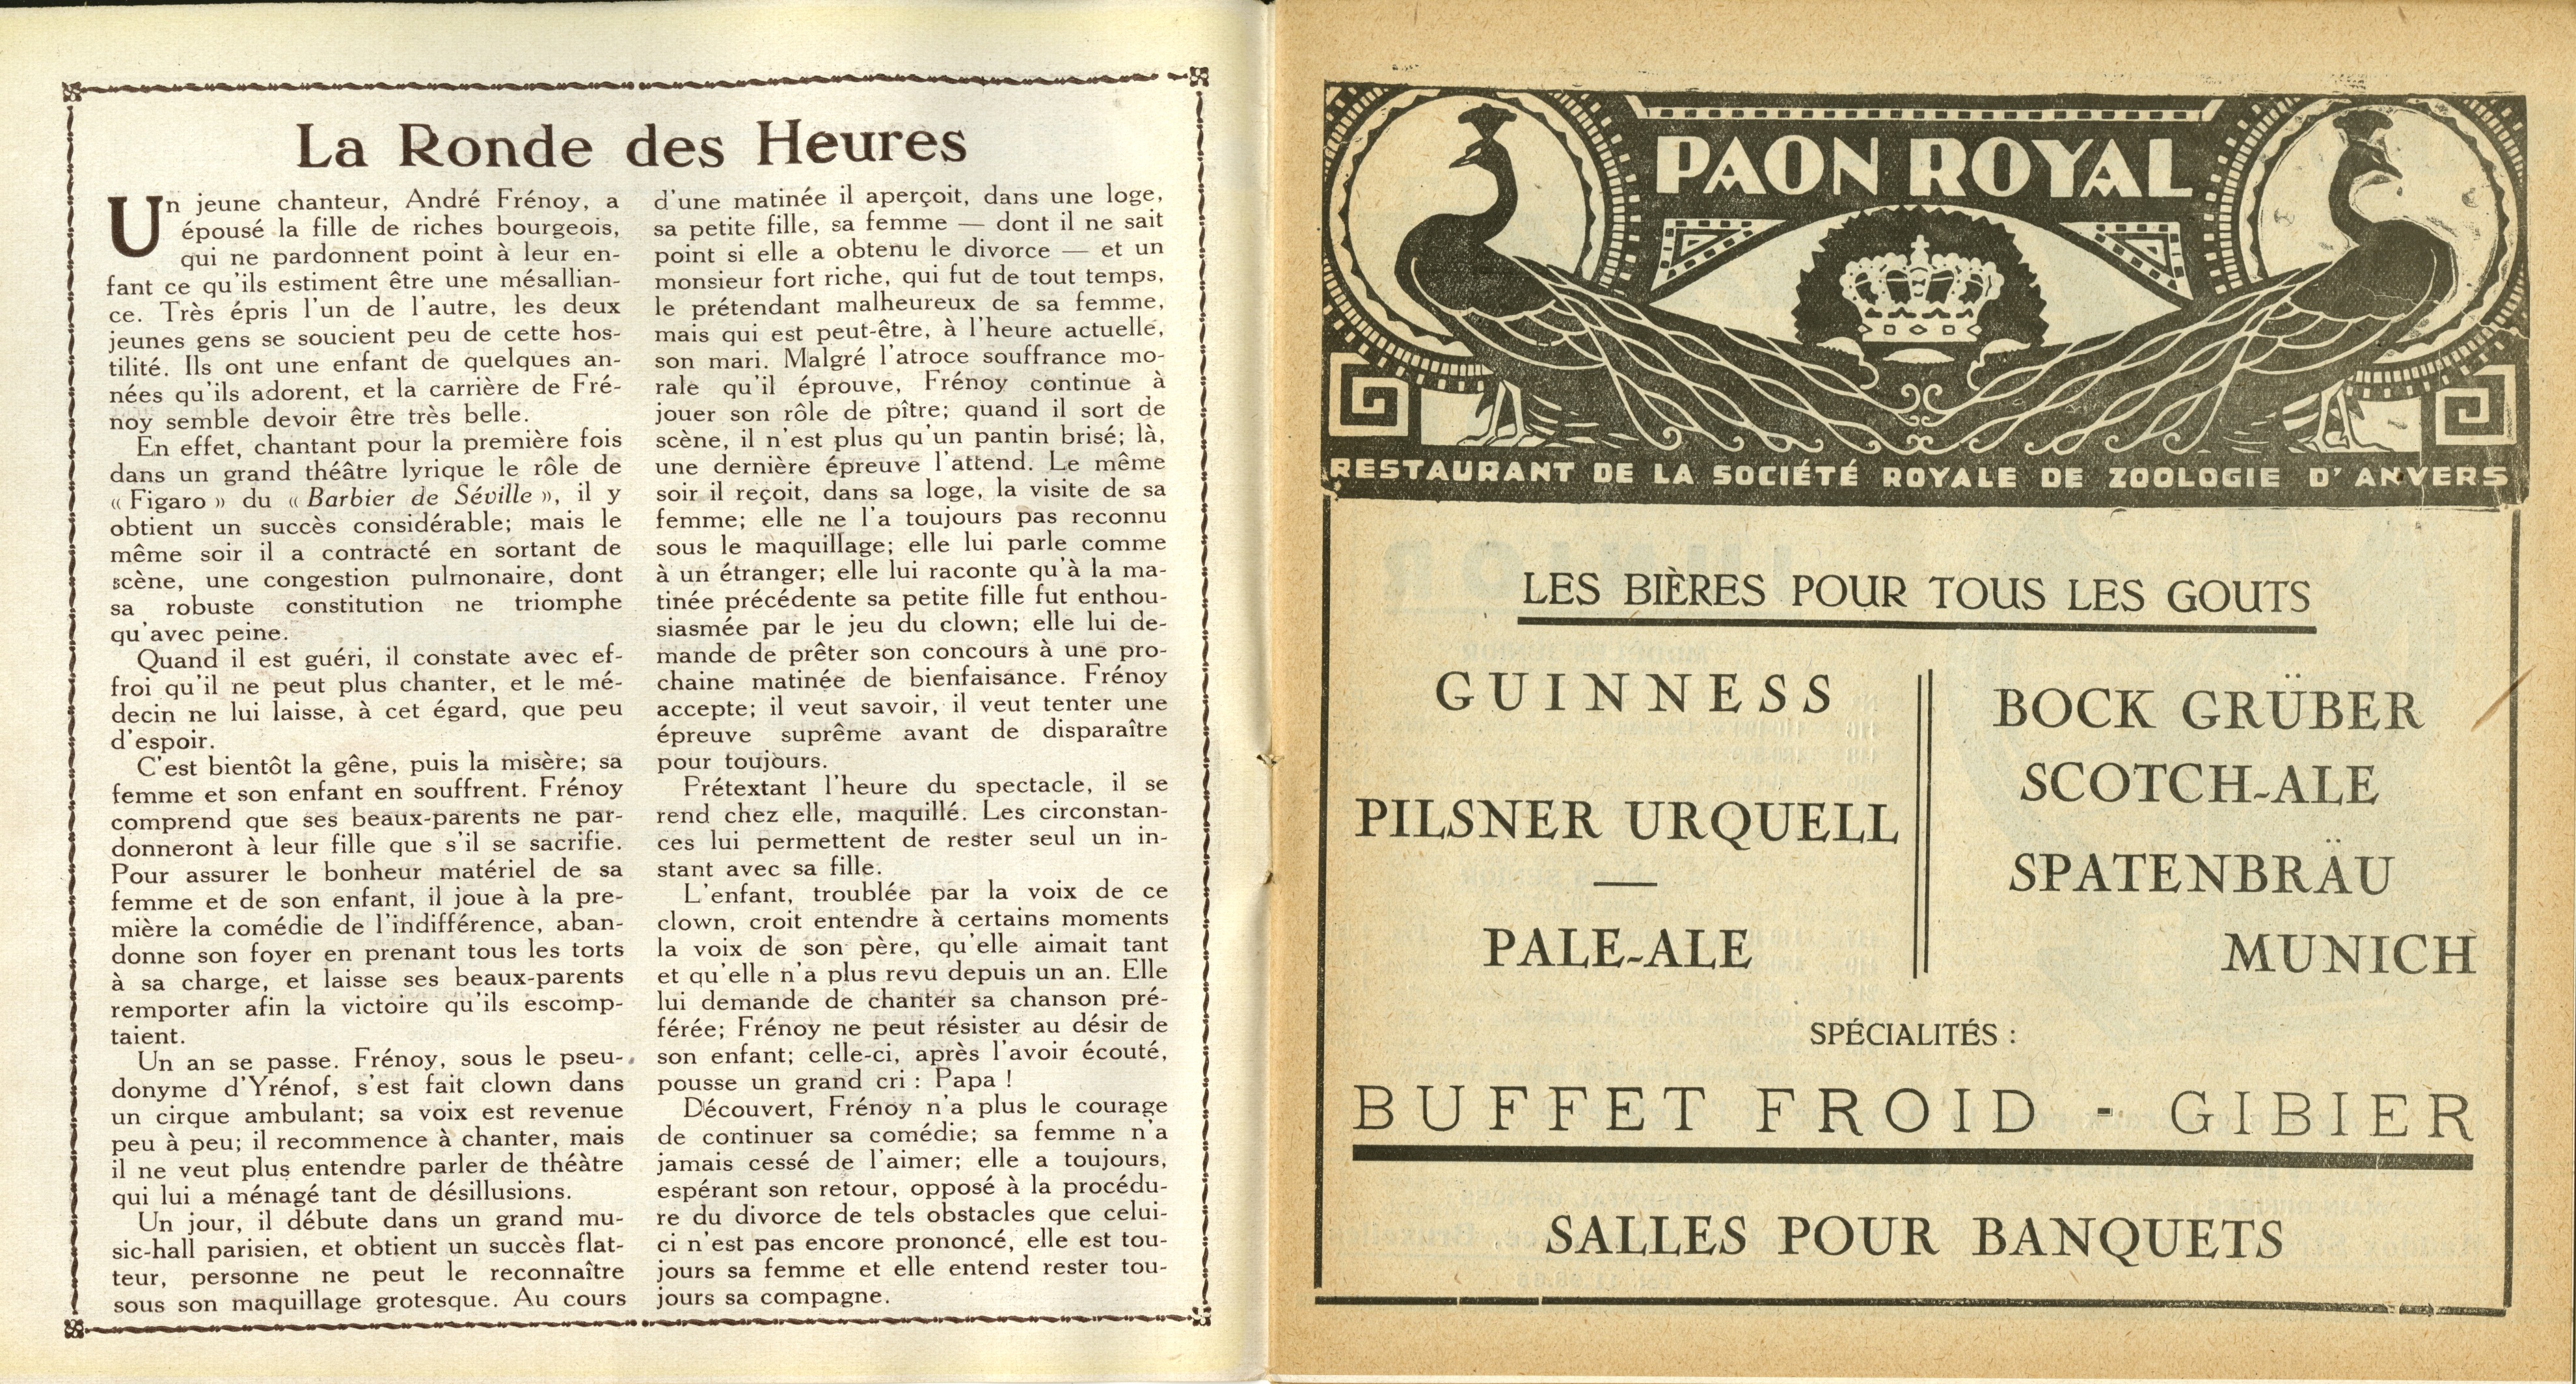 La Ronde des Heures
Un jeune chanteur, André Frénoy, a
épousé la fille de riches bourgeois,
qui ne pardonnent point à leur en-
fant ce qu'ils estiment être une mésallian-
ce. Très épris l'un de l'autre, les deux
jeunes gens se soucient peu de cette hos-
tilité. Ils ont une enfant de quelques an-
nées qu'ils adorent, et la carrière de Fré-
noy semble devoir être très belle.
En effet, chantant pour la première fois
dans un grand théâtre lyrique le rôle de
« Figaro » du « Barbier de Séville », il y
obtient un succès considérable; mais le
même soir il a contracté en sortant de
scène, une congestion pulmonaire, dont
sa robuste constitution ne triomphe
qu'avec peine.
Quand il est guéri, il constate avec ef-
froi qu'il ne peut plus chanter, et le mé-
decin ne lui laisse, à cet égard, que peu
d'espoir.
C'est bientôt la gêne, puis la misère; sa
femme et son enfant en souffrent. Frénoy
comprend que ses beaux-parents ne par-
donneront à leur fille que s'il se sacrifie.
Pour assurer le bonheur matériel de sa
femme et de son enfant, il joue à la pre-
mière la comédie de l'indifférence, aban-
donne son foyer en prenant tous les torts
à sa charge, et laisse ses beaux-parents
remporter afin la victoire qu'ils escomp-
taient.
Un an se passe. Frénoy, sous le pseu-
donyme d'Yrénof, s'est fait clown dans
un cirque ambulant; sa voix est revenue
peu à peu; il recommence à chanter, mais
il ne veut plus entendre parler de théàtre
qui lui a ménagé tant de désillusions.
Un jour, il débute dans un grand mu-
sic-hall parisien, et obtient un succès flat-
teur, personne ne peut le reconnaître
sous son maquillage grotesque. Au cours
d'une matinée il aperçoit, dans une loge,
sa petite fille, sa femme — dont il ne sait
point si elle a obtenu le divorce — et un
monsieur fort riche, qui fut de tout temps,
le prétendant malheureux de sa femme,
mais qui est peut-être, à l'heure actuelle,
son mari. Malgré l'atroce souffrance mo-
rale qu'il éprouve, Frénoy continue à
jouer son rôle de pître; quand il sort de
scène, il n'est plus qu'un pantin brisé; là,
une dernière épreuve l'attend. Le même
soir il reçoit, dans sa loge, la visite de sa
femme; elle ne l'a toujours pas reconnu
sous le maquillage; elle lui parle comme
à un étranger; elle lui raconte qu'à la ma-
tinée précédente sa petite fille fut enthou-
siasmée par le jeu du clown; elle lui de-
mande de prêter son concours à une pro-
chaine matinée de bienfaisance. Frénoy
accepte; il veut savoir, il veut tenter une
épreuve suprême avant de disparaître
pour toujours.
Prétextant l'heure du spectacle, il se
rend chez elle, maquillé. Les circonstan-
ces lui permettent de rester seul un in-
stant avec sa fille.
L'enfant, troublée par la voix de ce
clown, croit entendre à certains moments
la voix de son père, qu'elle aimait tant
et qu'elle n'a plus revu depuis un an. Elle
lui demande de chanter sa chanson pré-
férée; Frénoy ne peut résister au désir de
son enfant; celle-ci, après l'avoir écouté,
pousse un grand cri : Papa !
Découvert, Frénoy n'a plus le courage
de continuer sa comédie; sa femme n'a
jamais cessé de l'aimer; elle a toujours,
espérant son retour, opposé à la procédu-
re du divorce de tels obstacles que celui-
ci n'est pas encore prononcé, elle est tou-
jours sa femme et elle entend rester tou-
jours sa compagne.
PAON ROYAL
RESTAURANT DE LA SOCIÉTÉ ROYALE DE ZOOLOGIE D'ANVERS
LES BIÈRES POUR TOUS LES GOUTS
GUINNESS
PILSNER URQUELL
—
PALE-ALE
BOCK GRÜBER
SCOTCH-ALE
SPATENBRÄU
MUNICH
SPÉCIALITÉS :
BUFFET FROID - GIBIER
SALLES POUR BANQUETS